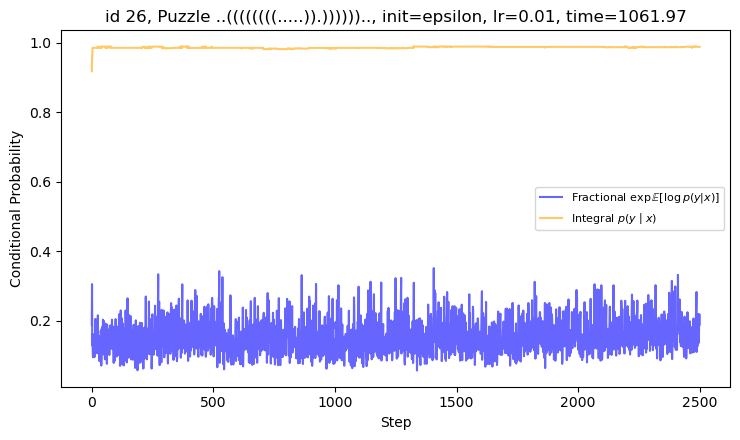 id 26, Puzzle ..((((((((.....)).)))))).., init=epsilon, lr=0.01, time=1061.97
Conditional Probability
1.0
0.8
0.6
0.4
0.2
Fractional exp𝔼[log p(y|x)]
Integral p(y | x)
0
500
1000
1500
2000
2500
Step